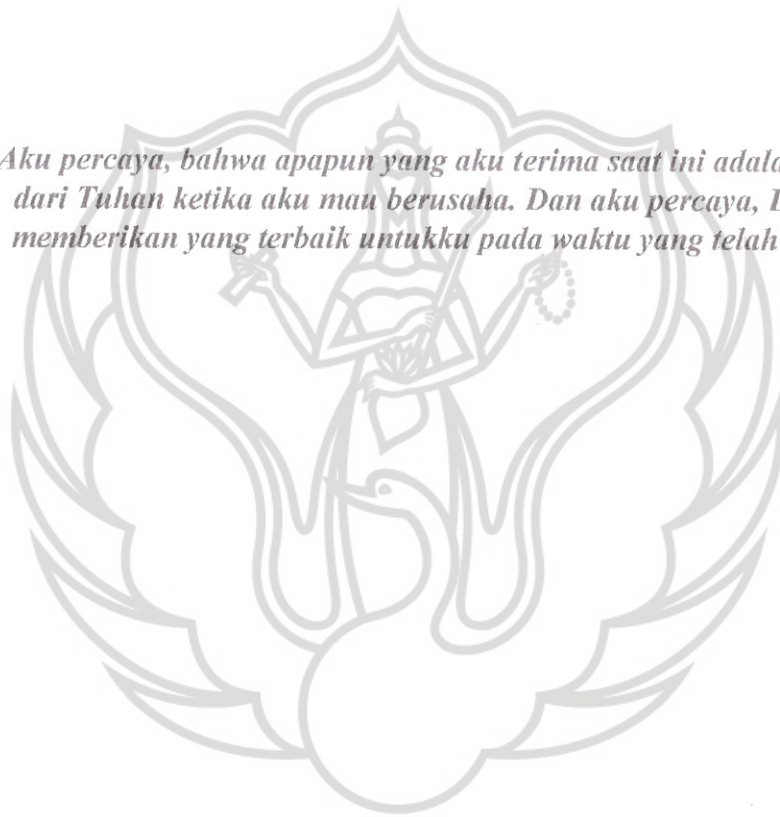 Aku percaya, bahwa apapun yang aku terima saat ini
dari Tuhan ketika aku mau berusaha. Dan aku percaya,
memberikan yang terbaik untukku pada waktu yang telah